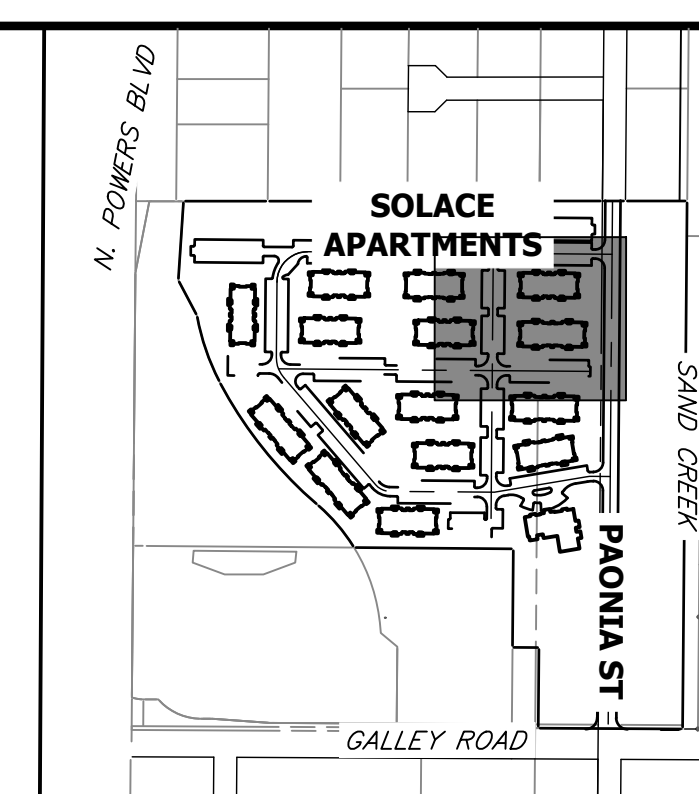 N. POWERS BLVD
SOLACE
APARTMENTS
SAND CREEK
PAONIA ST
GALLEY ROAD